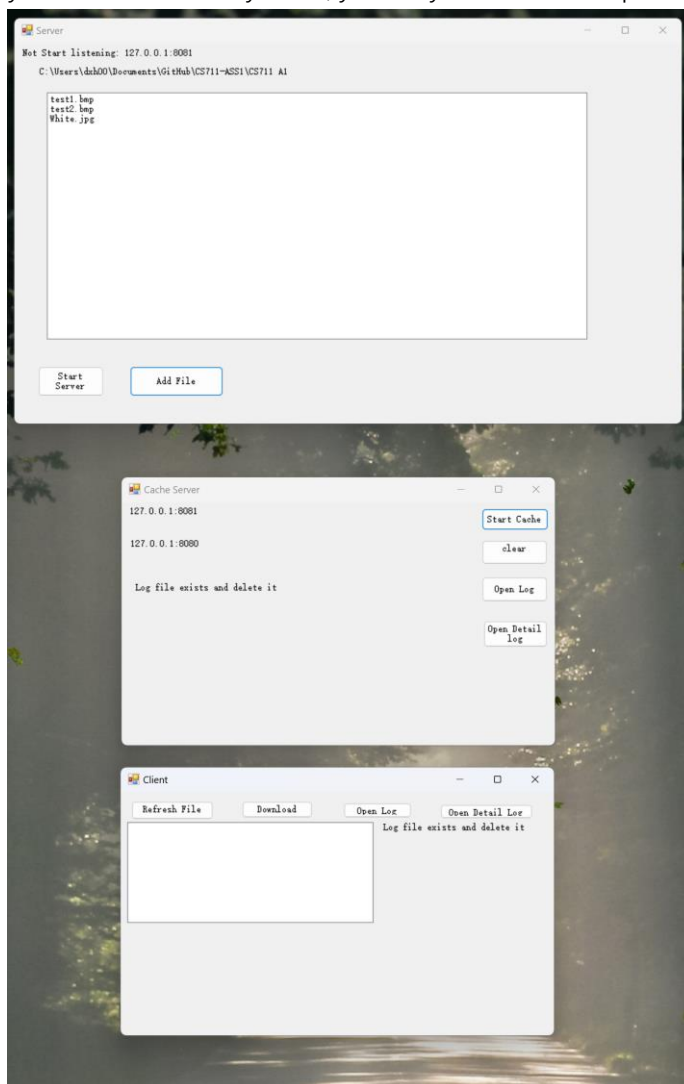 Server
Not Start listening: 127.0.0.1:8081
C:\Users\dxh00\Documents\GitHub\CS711-ASS1\CS711 A1
test1.bmp
test2.bmp
White.jpg
Start
Server
Add File
Cache Server
127.0.0.1:8081
Start Cache
127.0.0.1:8080
clear
Log file exists and delete it
Open Log
Open Detail
log
Client
Refresh File
Download
Open Log
Open Detail Log
Log file exists and delete it